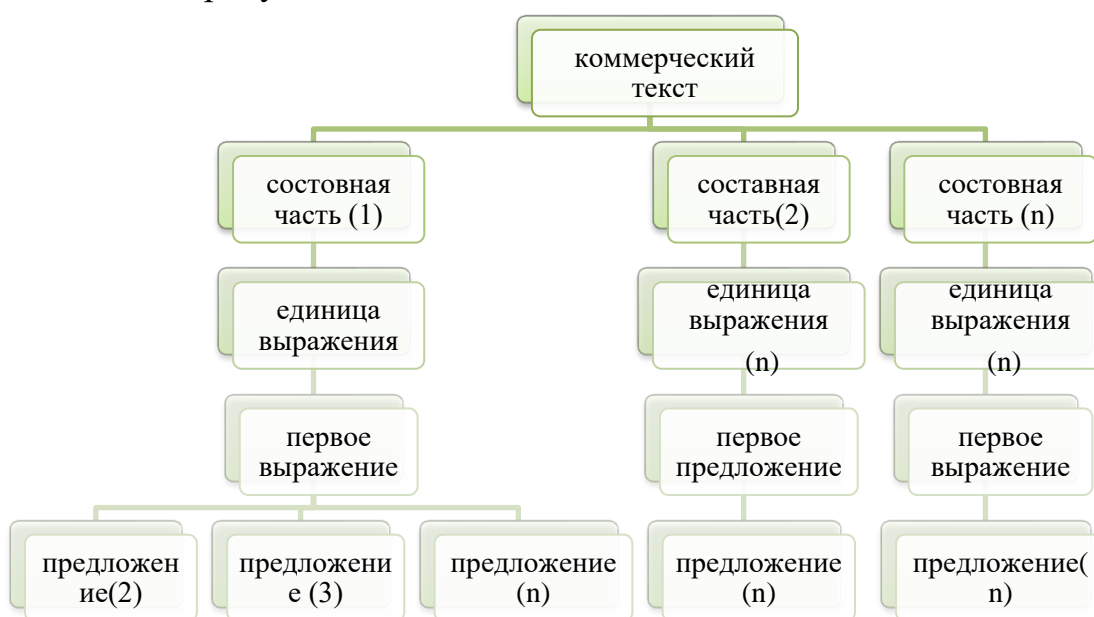 коммерческий
текст
состовная
часть (1)
составная
часть(2)
состовная
часть (n)
единица
выражения
единица
выражения
(n)
единица
выражения
(n)
первое
выражение
первое
предложение
первое
выражение
предложен
ие(2)
предложени
е (3)
предложение
(n)
предложение
(n)
предложение(
n)